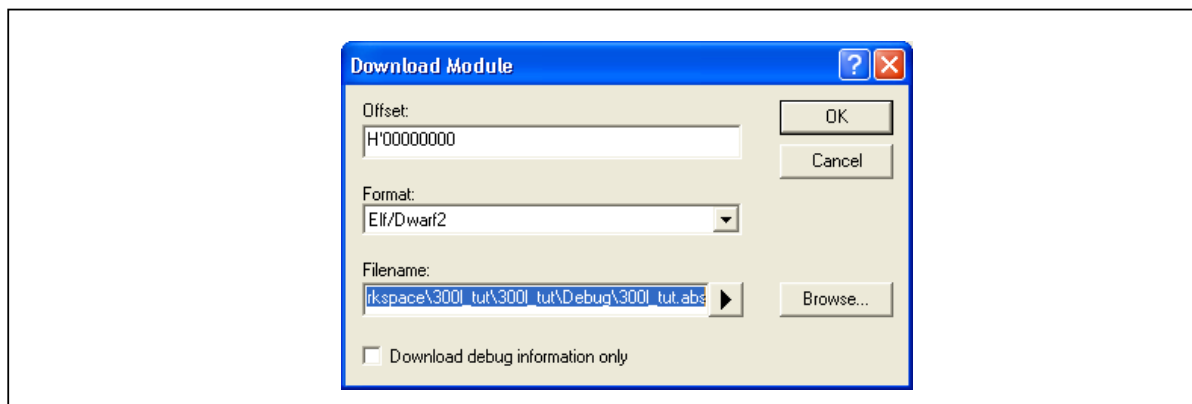 Download Module
Offset:
H'00000000
OK
Cancel
Format:
Elf/Dwarf2
Filename:
rkspace\300l_tut\300l_tut\Debug\300l_tut.abs
Browse...
Download debug information only